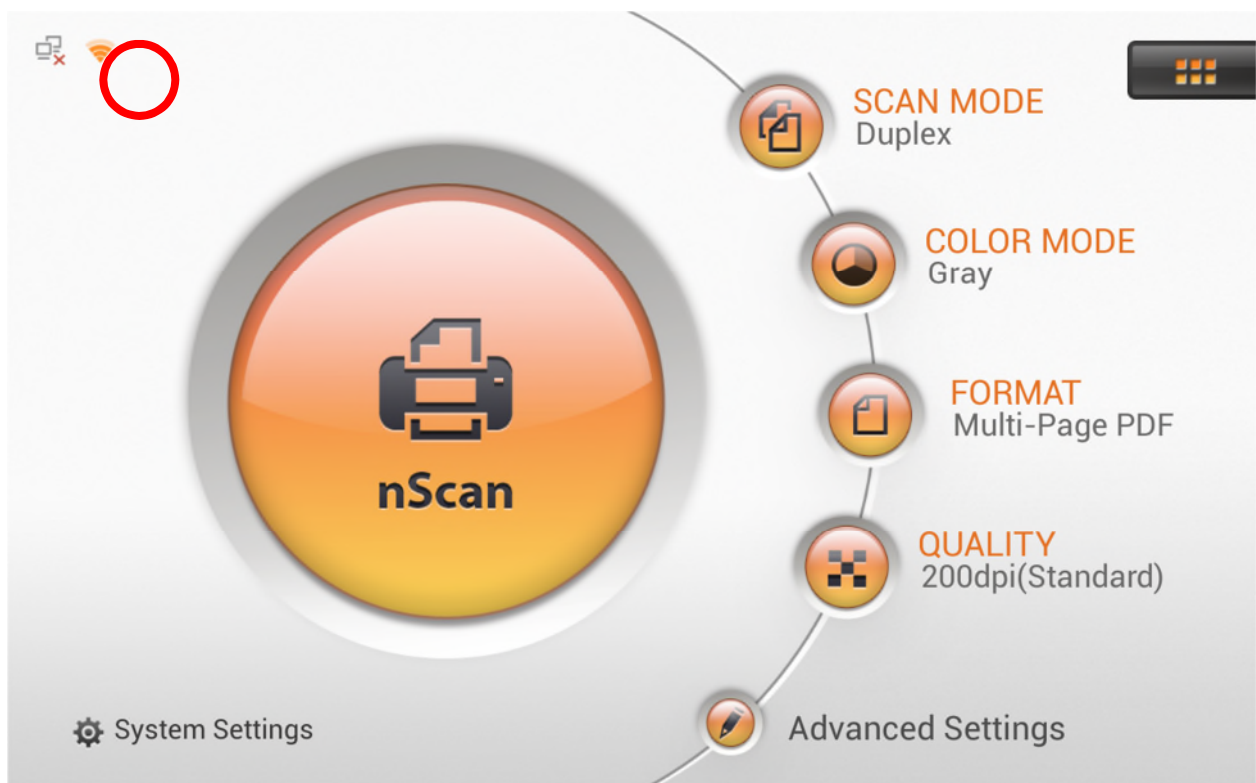 SCAN MODE
Duplex
COLOR MODE
Gray
FORMAT
Multi-Page PDF
nScan
QUALITY
200dpi(Standard)
System Settings
Advanced Settings